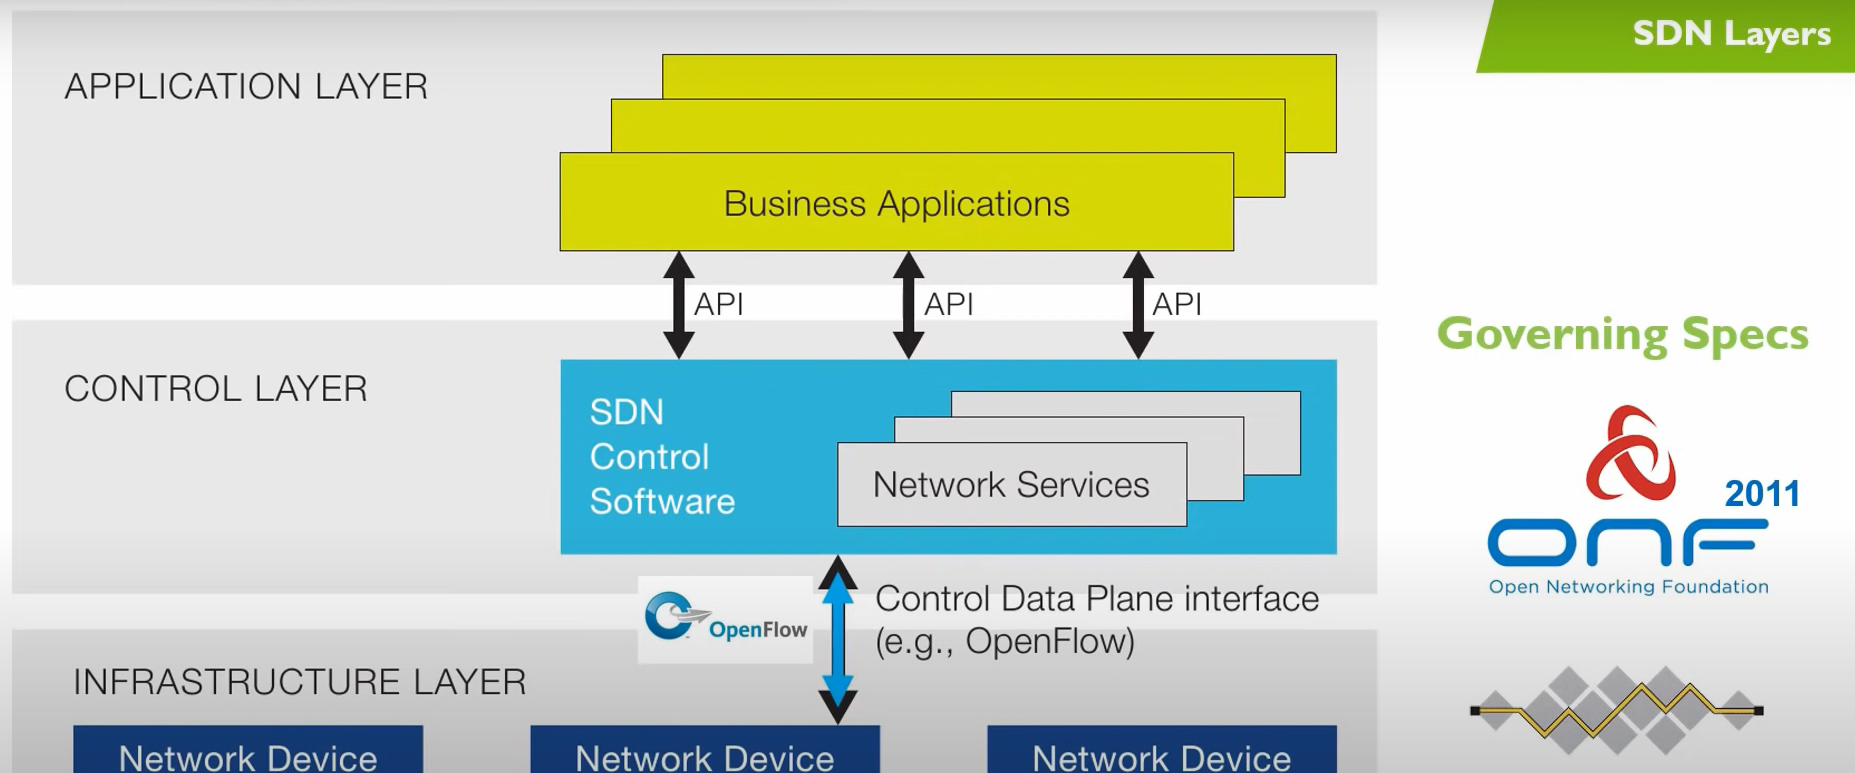 SDN Layers
APPLICATION LAYER
Business Applications
API
API
API
CONTROL LAYER
SDN
Control
Software
Network Services
Governing Specs
2011
ONF
Open Networking Foundation
OpenFlow
Control Data Plane interface
(e.g., OpenFlow)
INFRASTRUCTURE LAYER
Network Device
Network Device
Network Device